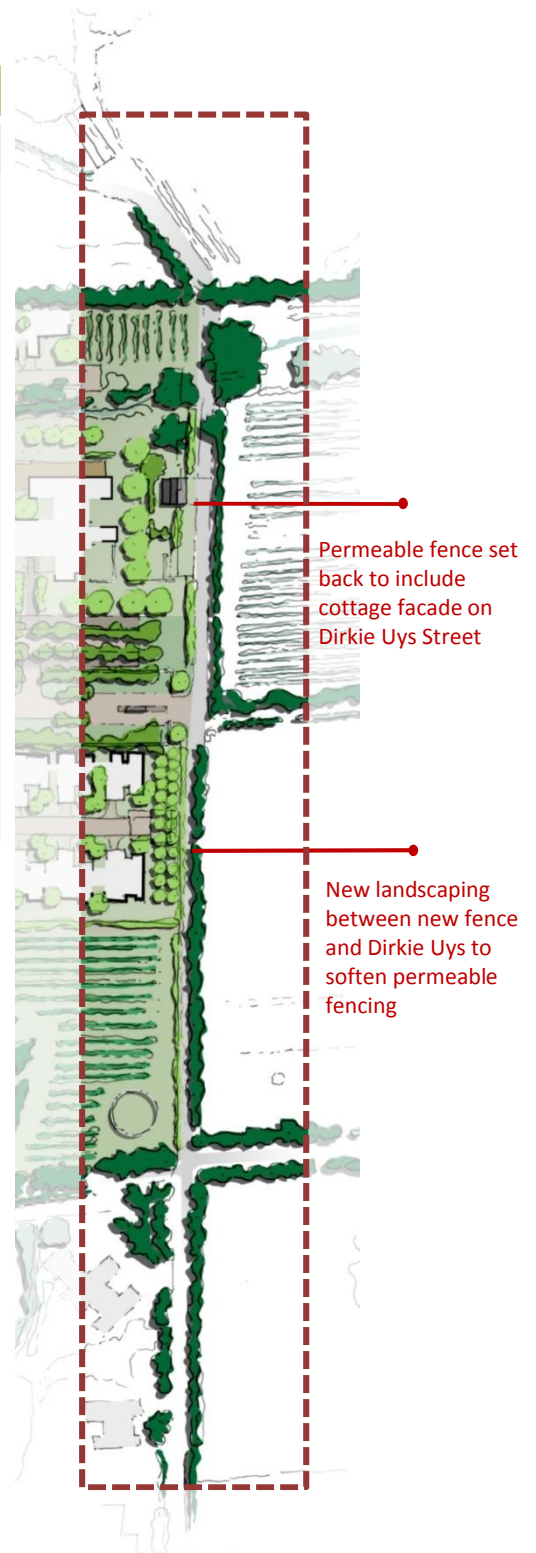 Permeable fence set
back to include
cottage facade on
Dirkie Uys Street
New landscaping
between new fence
and Dirkie Uys to
soften permeable
fencing